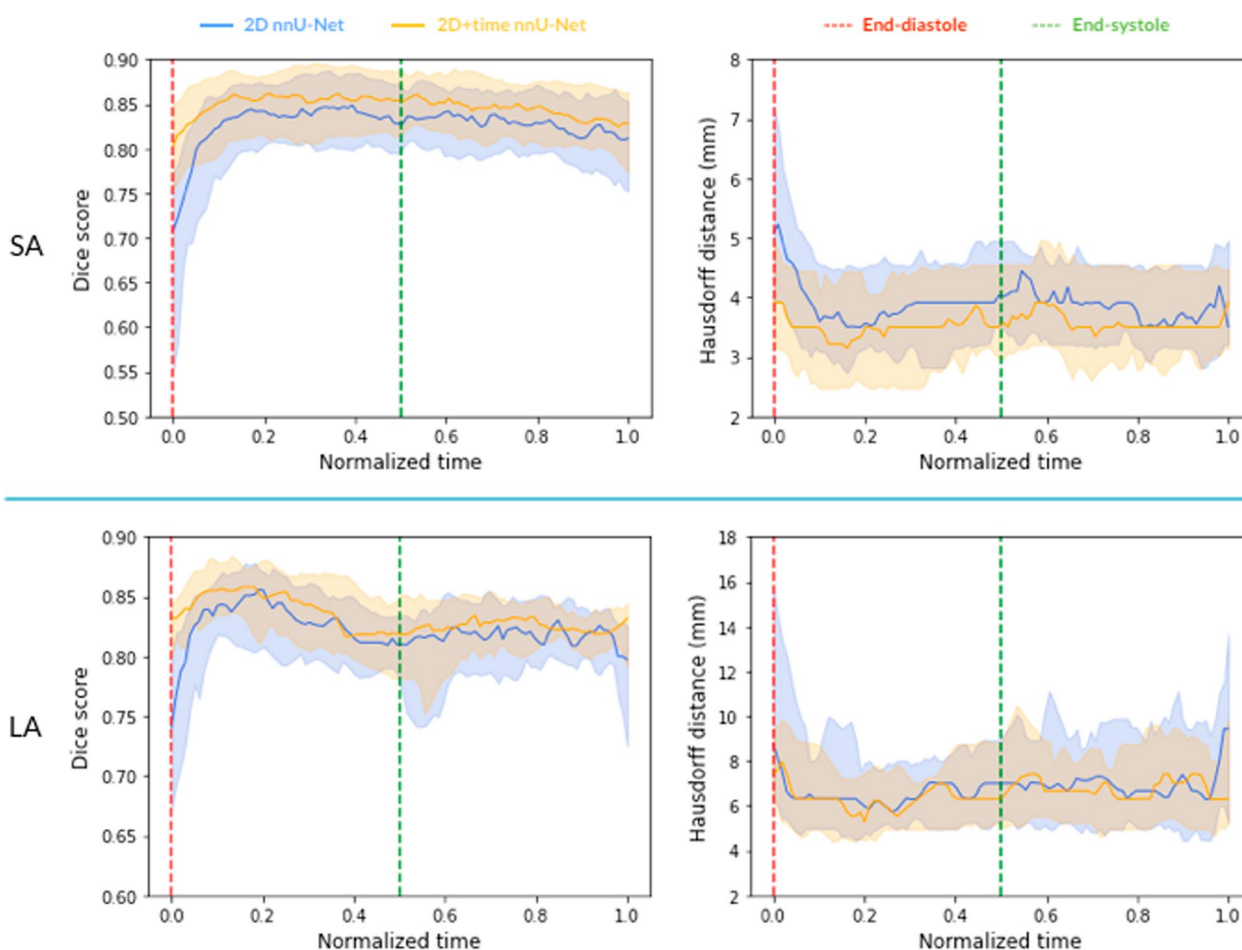 2D nnU-Net 2D+time nnU-Net End-diastole End-systole
SA
Dice score
0.90
0.85
0.80
0.75
0.70
0.65
0.60
0.55
0.50
0.0 0.2 0.4 0.6 0.8 1.0
Normalized time
Hausdorff distance (mm)
8
7
6
5
4
3
2
0.0 0.2 0.4 0.6 0.8 1.0
Normalized time
LA
Dice score
0.90
0.85
0.80
0.75
0.70
0.65
0.60
0.0 0.2 0.4 0.6 0.8 1.0
Normalized time
Hausdorff distance (mm)
18
16
14
12
10
8
6
4
2
0.0 0.2 0.4 0.6 0.8 1.0
Normalized time